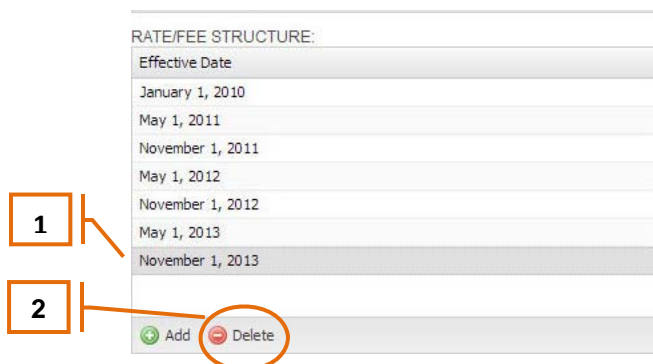 RATE/FEE STRUCTURE:
Effective Date
January 1, 2010
May 1, 2011
November 1, 2011
May 1, 2012
November 1, 2012
1
May 1, 2013
November 1, 2013
2
Add Delete